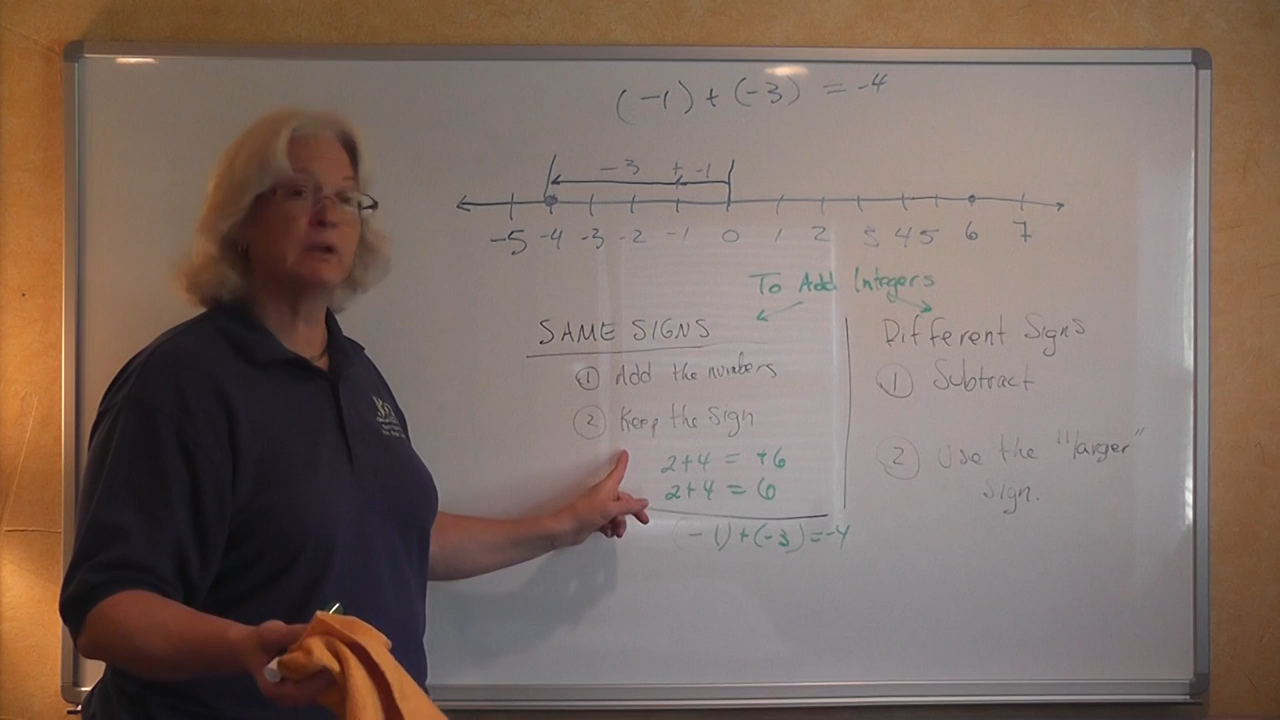 (-1) + (-3) = -4
-3 + -1
-5 -4 -3 -2 -1 0 1 2 3 4 5 6 7
To Add Integers
SAME SIGNS
1 Add the numbers
2 Keep the sign
2+4 = +6
2+4 = 6
(-1)+(-3)=-4
Different Signs
1 Subtract
2 Use the "larger"
sign.